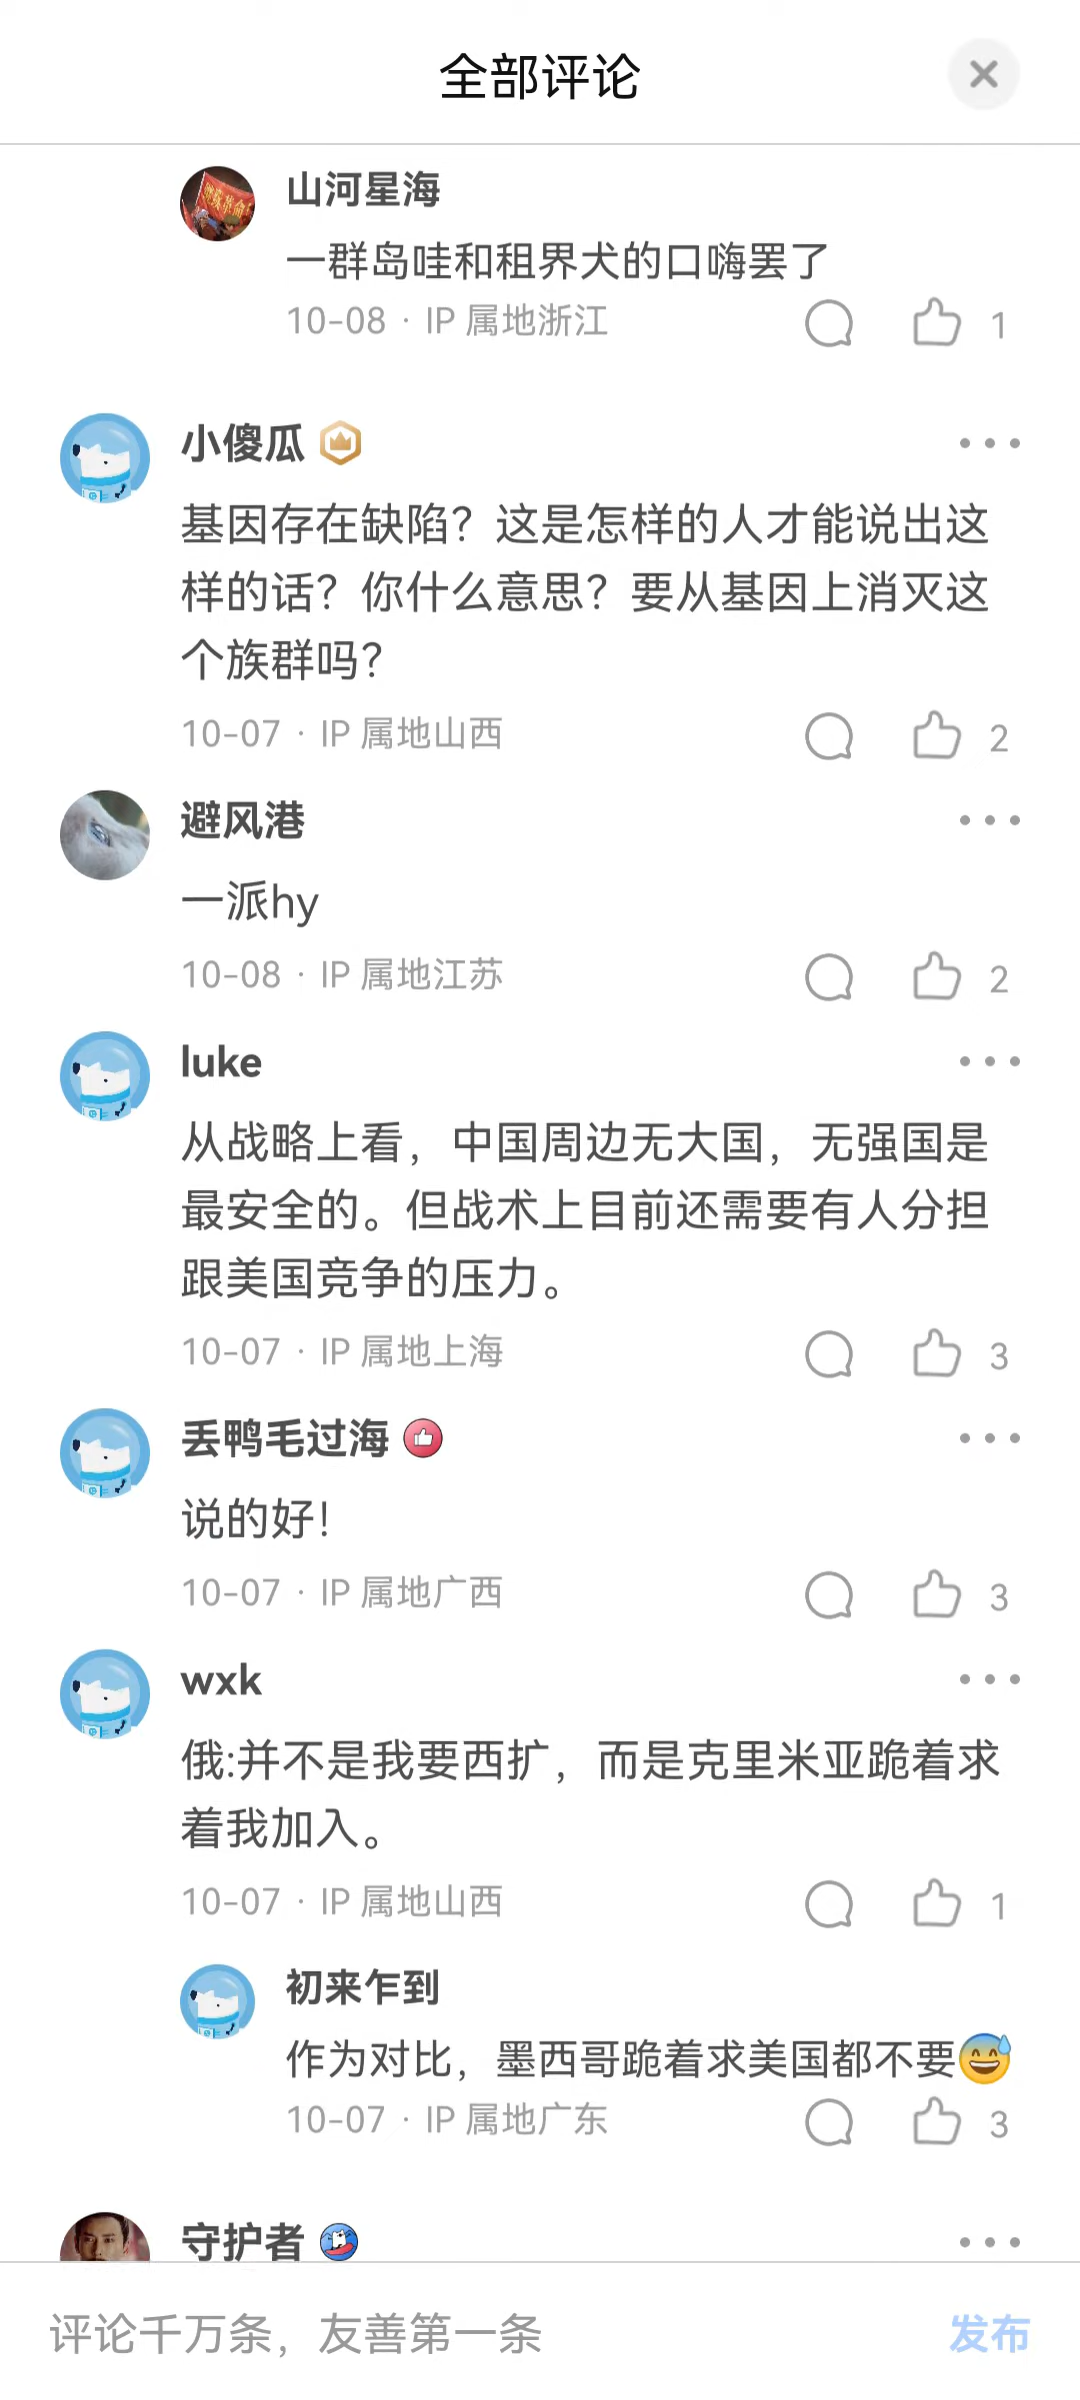 全部评论
山河星海
一群岛哇和租界犬的口嗨罢了
10-08 · IP 属地浙江
1
小傻瓜
基因存在缺陷？这是怎样的人才能说出这
样的话？你什么意思？要从基因上消灭这
个族群吗？
10-07 · IP 属地山西
2
避风港
一派hy
10-08 · IP 属地江苏
2
luke
从战略上看，中国周边无大国，无强国是
最安全的。但战术上目前还需要有人分担
跟美国竞争的压力。
10-07 · IP 属地上海
3
丢鸭毛过海
说的好！
10-07 · IP 属地广西
3
wxk
俄:并不是我要西扩，而是克里米亚跪着求
着我加入。
10-07 · IP 属地山西
1
初来乍到
作为对比，墨西哥跪着求美国都不要😅
10-07 · IP 属地广东
3
守护者
评论千万条，友善第一条
发布